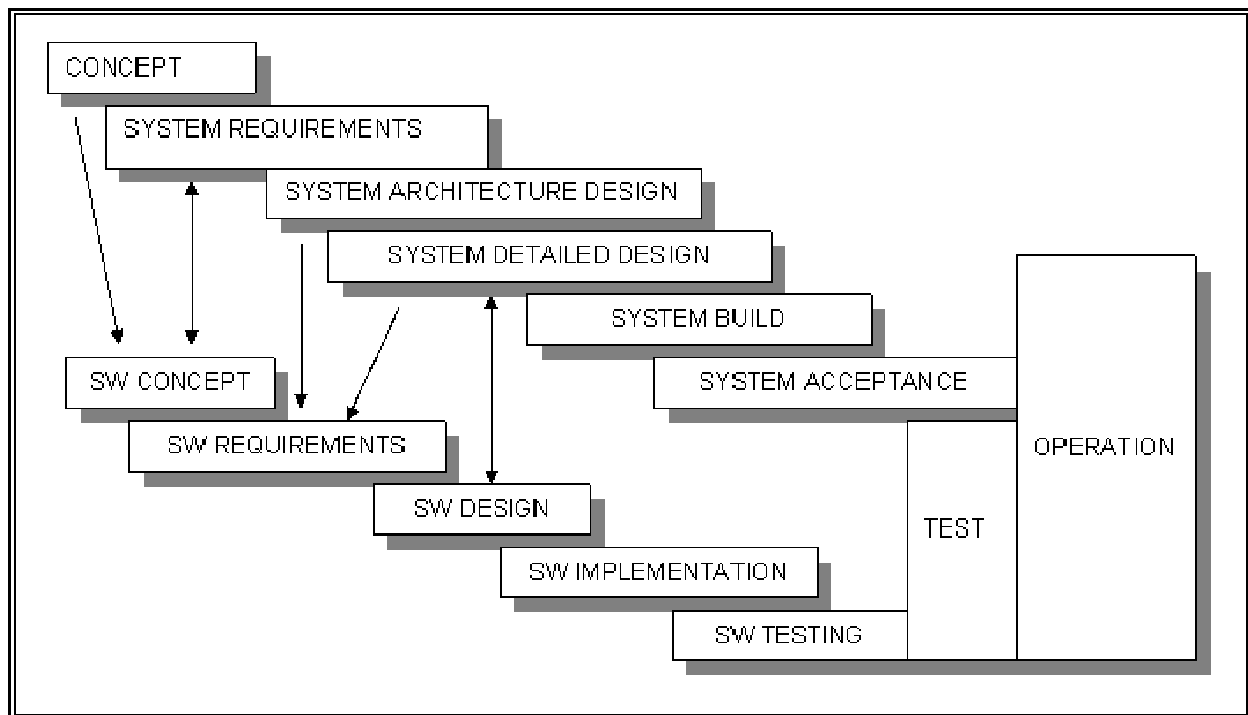 CONCEPT
SYSTEM REQUIREMENTS
SYSTEM ARCHITECTURE DESIGN
SYSTEM DETAILED DESIGN
SYSTEM BUILD
SYSTEM ACCEPTANCE
SW CONCEPT
SW REQUIREMENTS
SW DESIGN
SW IMPLEMENTATION
SW TESTING
TEST
OPERATION